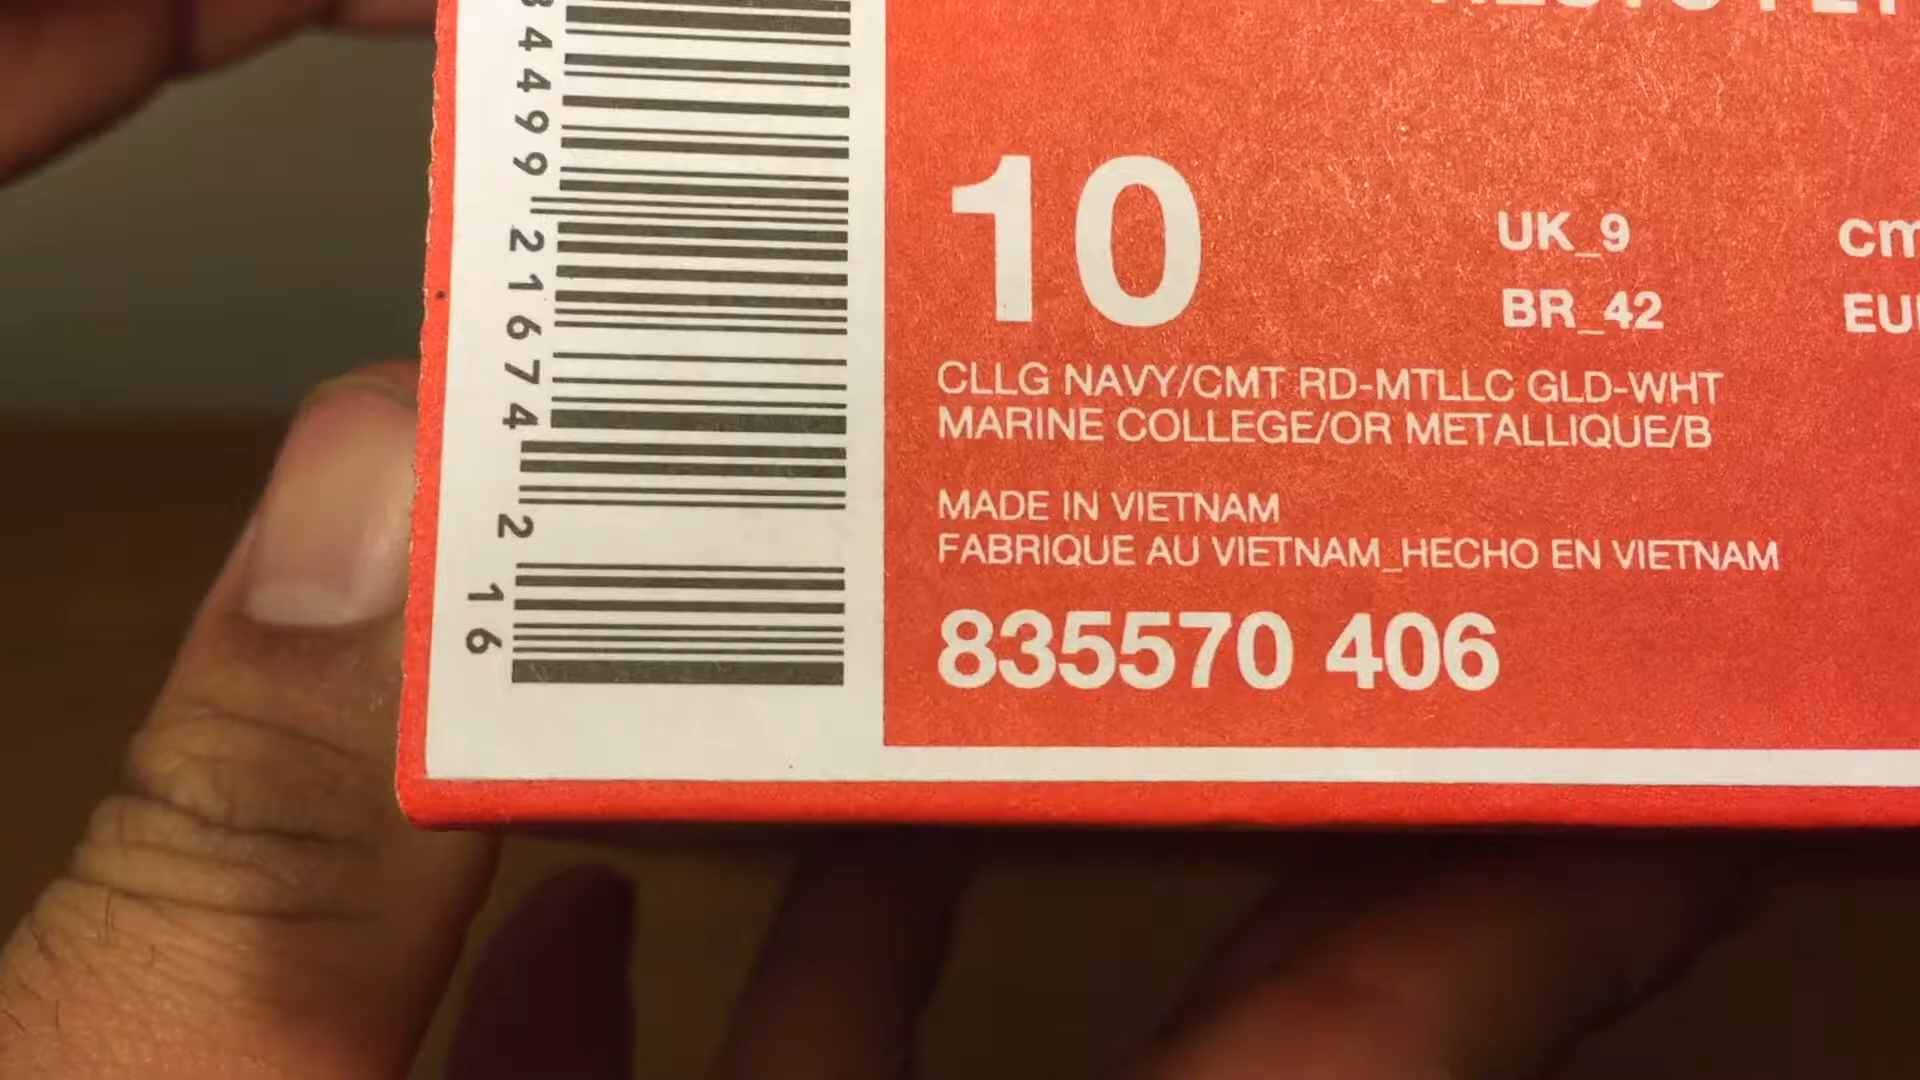 10
UK_9
cm
BR_42
EU
CLLG NAVY/CMT RD-MTLLC GLD-WHT
MARINE COLLEGE/OR METALLIQUE/B
MADE IN VIETNAM
FABRIQUE AU VIETNAM_HECHO EN VIETNAM
835570 406
84499 21674 2
16